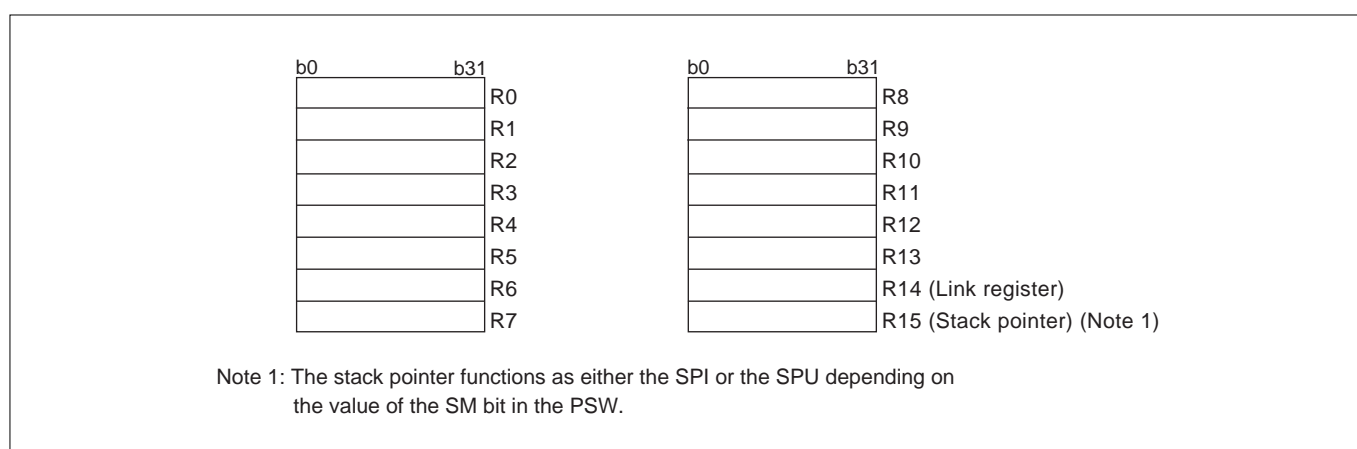 b0 b31
R0
R1
R2
R3
R4
R5
R6
R7
b0 b31
R8
R9
R10
R11
R12
R13
R14 (Link register)
R15 (Stack pointer) (Note 1)
Note 1: The stack pointer functions as either the SPI or the SPU depending on
the value of the SM bit in the PSW.